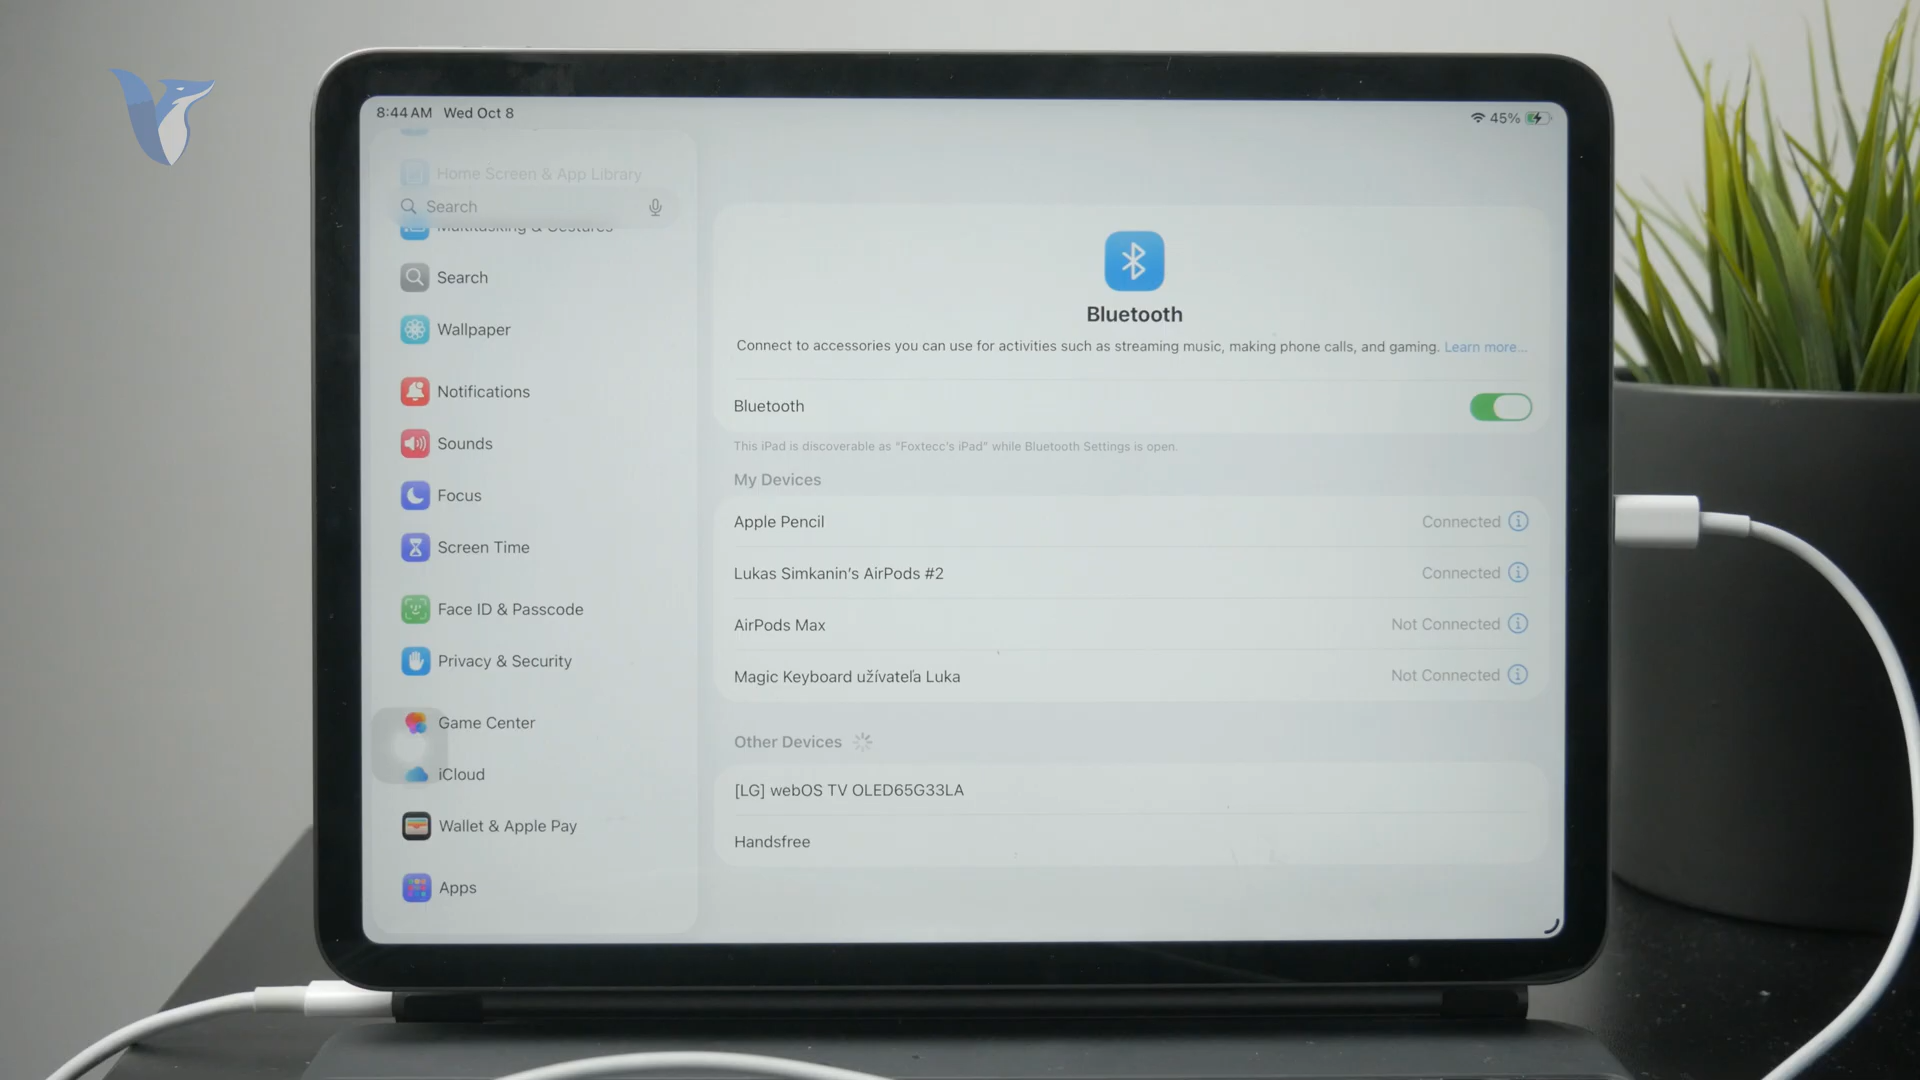 8:44 AM Wed Oct 8
45%
Home Screen & App Library
Search
Multitasking & Gestures
Search
Wallpaper
Notifications
Sounds
Focus
Screen Time
Face ID & Passcode
Privacy & Security
Game Center
iCloud
Wallet & Apple Pay
Apps
Bluetooth
Connect to accessories you can use for activities such as streaming music, making phone calls, and gaming. Learn more...
Bluetooth
This iPad is discoverable as “Foxtecc’s iPad” while Bluetooth Settings is open.
My Devices
Apple Pencil Connected
Lukas Simkanin’s AirPods #2 Connected
AirPods Max Not Connected
Magic Keyboard užívateľa Luka Not Connected
Other Devices
[LG] webOS TV OLED65G33LA
Handsfree